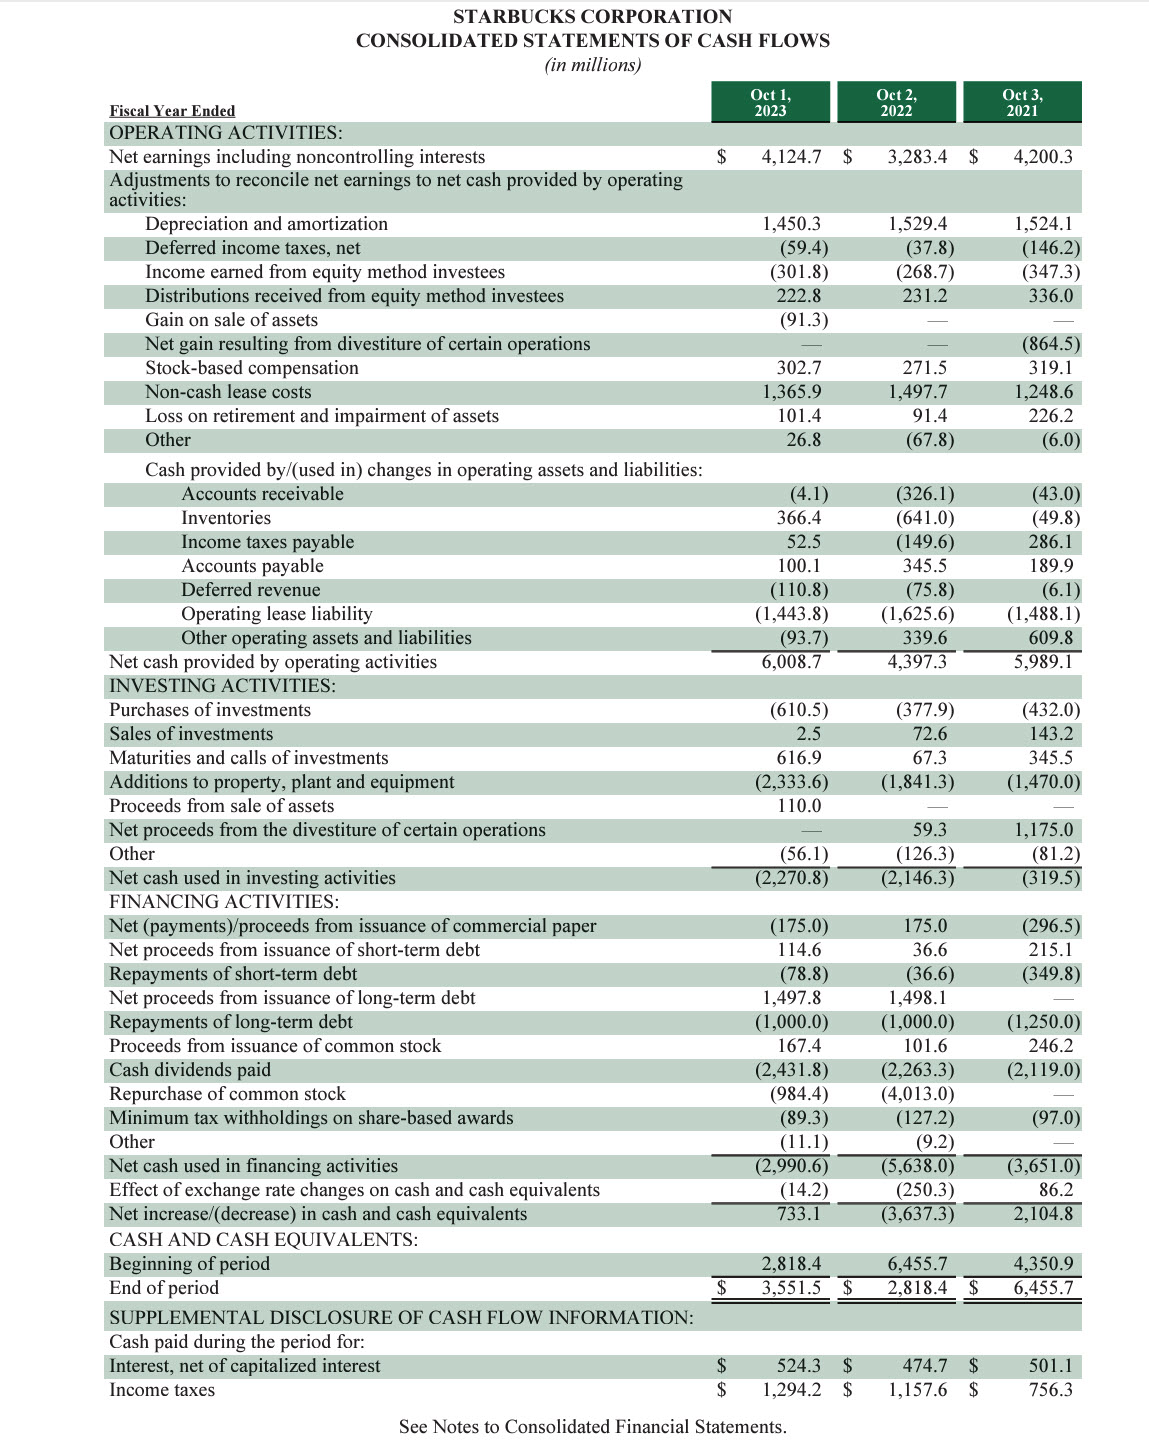 STARBUCKS CORPORATION
CONSOLIDATED STATEMENTS OF CASH FLOWS
(in millions)
Fiscal Year Ended Oct 1, 2023 Oct 2, 2022 Oct 3, 2021
OPERATING ACTIVITIES:
Net earnings including noncontrolling interests $ 4,124.7 $ 3,283.4 $ 4,200.3
Adjustments to reconcile net earnings to net cash provided by operating
activities:
Depreciation and amortization 1,450.3 1,529.4 1,524.1
Deferred income taxes, net (59.4) (37.8) (146.2)
Income earned from equity method investees (301.8) (268.7) (347.3)
Distributions received from equity method investees 222.8 231.2 336.0
Gain on sale of assets (91.3) — —
Net gain resulting from divestiture of certain operations — — (864.5)
Stock-based compensation 302.7 271.5 319.1
Non-cash lease costs 1,365.9 1,497.7 1,248.6
Loss on retirement and impairment of assets 101.4 91.4 226.2
Other 26.8 (67.8) (6.0)
Cash provided by/(used in) changes in operating assets and liabilities:
Accounts receivable (4.1) (326.1) (43.0)
Inventories 366.4 (641.0) (49.8)
Income taxes payable 52.5 (149.6) 286.1
Accounts payable 100.1 345.5 189.9
Deferred revenue (110.8) (75.8) (6.1)
Operating lease liability (1,443.8) (1,625.6) (1,488.1)
Other operating assets and liabilities (93.7) 339.6 609.8
Net cash provided by operating activities 6,008.7 4,397.3 5,989.1
INVESTING ACTIVITIES:
Purchases of investments (610.5) (377.9) (432.0)
Sales of investments 2.5 72.6 143.2
Maturities and calls of investments 616.9 67.3 345.5
Additions to property, plant and equipment (2,333.6) (1,841.3) (1,470.0)
Proceeds from sale of assets 110.0 — —
Net proceeds from the divestiture of certain operations — 59.3 1,175.0
Other (56.1) (126.3) (81.2)
Net cash used in investing activities (2,270.8) (2,146.3) (319.5)
FINANCING ACTIVITIES:
Net (payments)/proceeds from issuance of commercial paper (175.0) 175.0 (296.5)
Net proceeds from issuance of short-term debt 114.6 36.6 215.1
Repayments of short-term debt (78.8) (36.6) (349.8)
Net proceeds from issuance of long-term debt 1,497.8 1,498.1 —
Repayments of long-term debt (1,000.0) (1,000.0) (1,250.0)
Proceeds from issuance of common stock 167.4 101.6 246.2
Cash dividends paid (2,431.8) (2,263.3) (2,119.0)
Repurchase of common stock (984.4) (4,013.0) —
Minimum tax withholdings on share-based awards (89.3) (127.2) (97.0)
Other (11.1) (9.2) —
Net cash used in financing activities (2,990.6) (5,638.0) (3,651.0)
Effect of exchange rate changes on cash and cash equivalents (14.2) (250.3) 86.2
Net increase/(decrease) in cash and cash equivalents 733.1 (3,637.3) 2,104.8
CASH AND CASH EQUIVALENTS:
Beginning of period 2,818.4 6,455.7 4,350.9
End of period $ 3,551.5 $ 2,818.4 $ 6,455.7
SUPPLEMENTAL DISCLOSURE OF CASH FLOW INFORMATION:
Cash paid during the period for:
Interest, net of capitalized interest $ 524.3 $ 474.7 $ 501.1
Income taxes $ 1,294.2 $ 1,157.6 $ 756.3
See Notes to Consolidated Financial Statements.